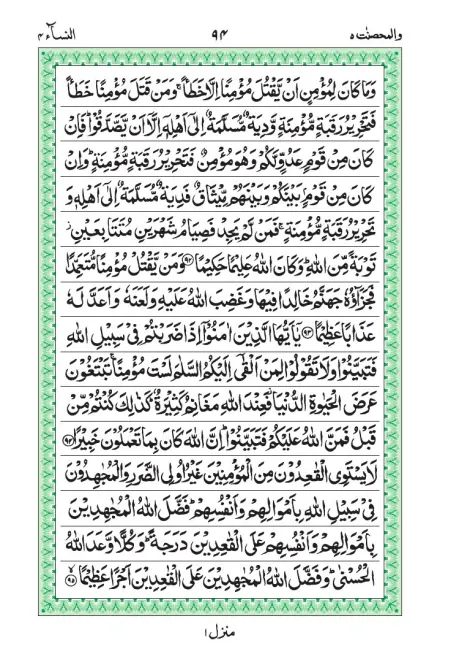 والمحصنت ٥ ٩٤ النسآء ٤
وَمَا كَانَ لِمُؤْمِنٍ اَنْ يَّقْتُلَ مُؤْمِنًا اِلَّا خَطَـًٔا ۚ وَمَنْ قَتَلَ مُؤْمِنًا خَطَـًٔا
فَتَحْرِيْرُ رَقَبَةٍ مُّؤْمِنَةٍ وَّدِيَةٌ مُّسَلَّمَةٌ اِلٰٓى اَهْلِهٖٓ اِلَّآ اَنْ يَّصَّدَّقُوْا ؕ فَاِنْ
كَانَ مِنْ قَوْمٍ عَدُوٍّ لَّكُمْ وَهُوَ مُؤْمِنٌ فَتَحْرِيْرُ رَقَبَةٍ مُّؤْمِنَةٍ ؕ وَاِنْ
كَانَ مِنْ قَوْمٍۭ بَيْنَكُمْ وَبَيْنَهُمْ مِّيْثَاقٌ فَدِيَةٌ مُّسَلَّمَةٌ اِلٰٓى اَهْلِهٖ وَ
تَحْرِيْرُ رَقَبَةٍ مُّؤْمِنَةٍ ۚ فَمَنْ لَّمْ يَجِدْ فَصِيَامُ شَهْرَيْنِ مُتَتَابِعَيْنِ ز
تَوْبَةً مِّنَ اللّٰهِ ؕ وَكَانَ اللّٰهُ عَلِيْمًا حَكِيْمًا ﴿٩٢﴾ وَمَنْ يَّقْتُلْ مُؤْمِنًا مُّتَعَمِّدًا
فَجَزَآؤُهٗ جَهَنَّمُ خَالِدًا فِيْهَا وَغَضِبَ اللّٰهُ عَلَيْهِ وَلَعَنَهٗ وَاَعَدَّ لَهٗ
عَذَابًا عَظِيْمًا ﴿٩٣﴾ يٰٓاَيُّهَا الَّذِيْنَ اٰمَنُوْٓا اِذَا ضَرَبْتُمْ فِيْ سَبِيْلِ اللّٰهِ
فَتَبَيَّنُوْا وَلَا تَقُوْلُوْا لِمَنْ اَلْقٰٓى اِلَيْكُمُ السَّلٰمَ لَسْتَ مُؤْمِنًا ۚ تَبْتَغُوْنَ
عَرَضَ الْحَيٰوةِ الدُّنْيَا ؗ فَعِنْدَ اللّٰهِ مَغَانِمُ كَثِيْرَةٌ ؕ كَذٰلِكَ كُنْتُمْ مِّنْ
قَبْلُ فَمَنَّ اللّٰهُ عَلَيْكُمْ فَتَبَيَّنُوْا ؕ اِنَّ اللّٰهَ كَانَ بِمَا تَعْمَلُوْنَ خَبِيْرًا ﴿٩٤﴾
لَا يَسْتَوِى الْقٰعِدُوْنَ مِنَ الْمُؤْمِنِيْنَ غَيْرُ اُولِى الضَّرَرِ وَالْمُجٰهِدُوْنَ
فِيْ سَبِيْلِ اللّٰهِ بِاَمْوَالِهِمْ وَاَنْفُسِهِمْ ؕ فَضَّلَ اللّٰهُ الْمُجٰهِدِيْنَ
بِاَمْوَالِهِمْ وَاَنْفُسِهِمْ عَلَى الْقٰعِدِيْنَ دَرَجَةً ؕ وَكُلًّا وَّعَدَ اللّٰهُ
الْحُسْنٰى ؕ وَفَضَّلَ اللّٰهُ الْمُجٰهِدِيْنَ عَلَى الْقٰعِدِيْنَ اَجْرًا عَظِيْمًا ﴿٩٥﴾
منزل ١